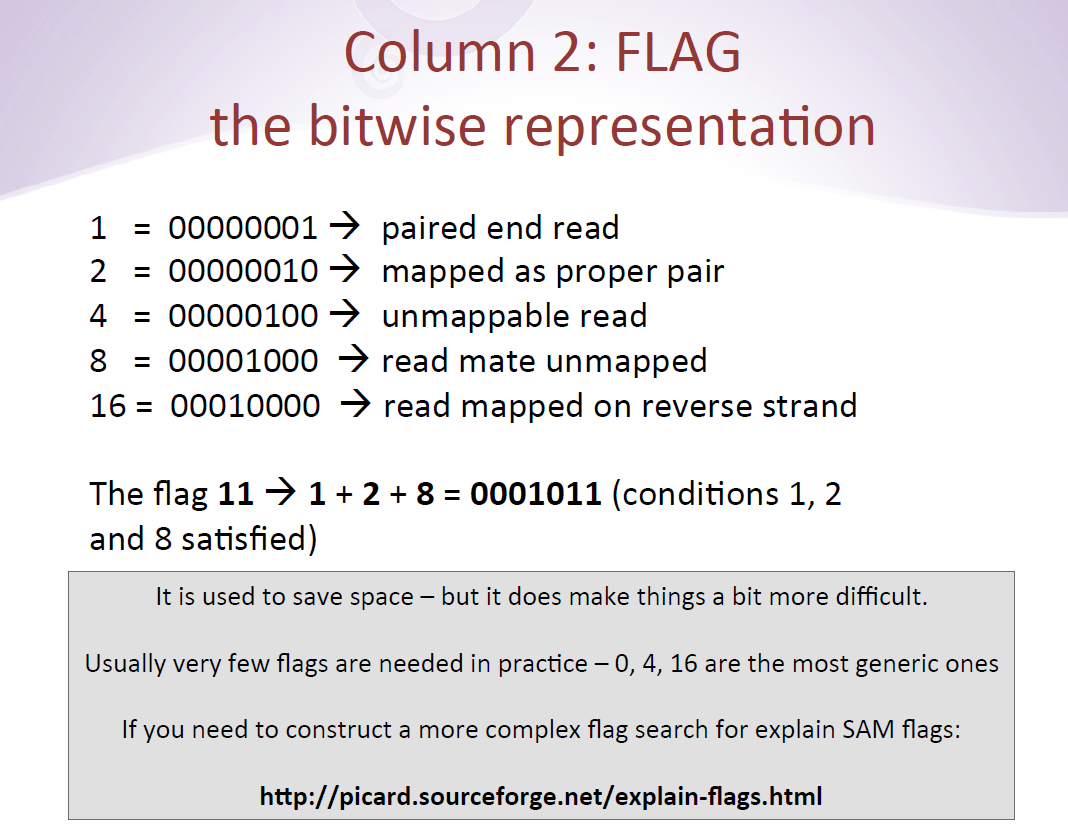 Column 2: FLAG
the bitwise representation
1 = 00000001 → paired end read
2 = 00000010 → mapped as proper pair
4 = 00000100 → unmappable read
8 = 00001000 → read mate unmapped
16 = 00010000 → read mapped on reverse strand
The flag 11 → 1 + 2 + 8 = 0001011 (conditions 1, 2
and 8 satisfied)
It is used to save space – but it does make things a bit more difficult.
Usually very few flags are needed in practice – 0, 4, 16 are the most generic ones
If you need to construct a more complex flag search for explain SAM flags:
http://picard.sourceforge.net/explain-flags.html